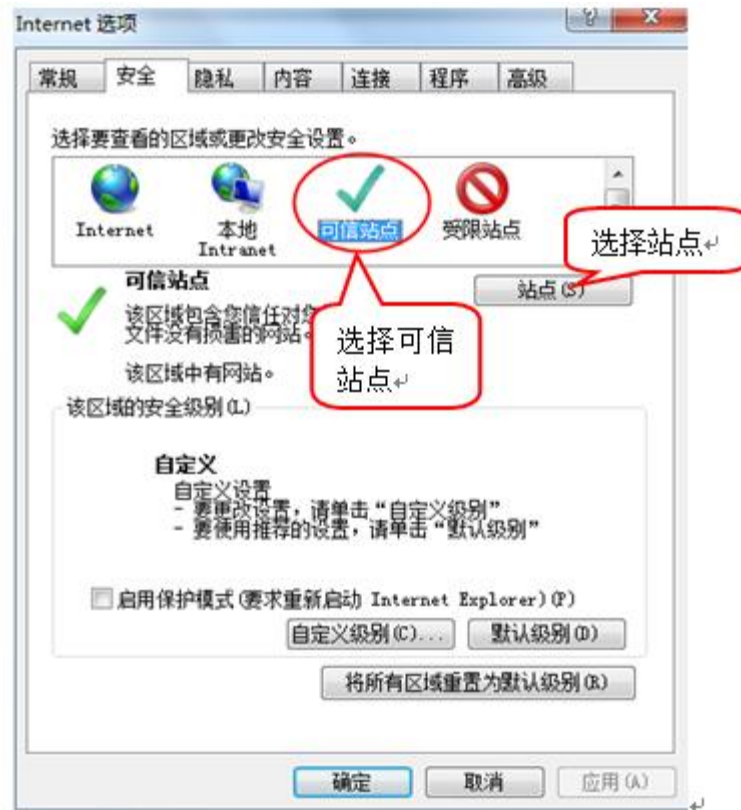 Internet 选项
常规 安全 隐私 内容 连接 程序 高级
选择要查看的区域或更改安全设置。
Internet 本地 可信站点 受限站点
Intranet
选择站点
可信站点 站点(S)
该区域包含您信任对您
文件没有损害的网站。
选择可信
站点
该区域中有网站。
该区域的安全级别(L)
自定义
自定义设置
- 要更改设置，请单击“自定义级别”
- 要使用推荐的设置，请单击“默认级别”
启用保护模式(要求重新启动 Internet Explorer)(P)
自定义级别(C)... 默认级别(D)
将所有区域重置为默认级别(R)
确定 取消 应用(A)